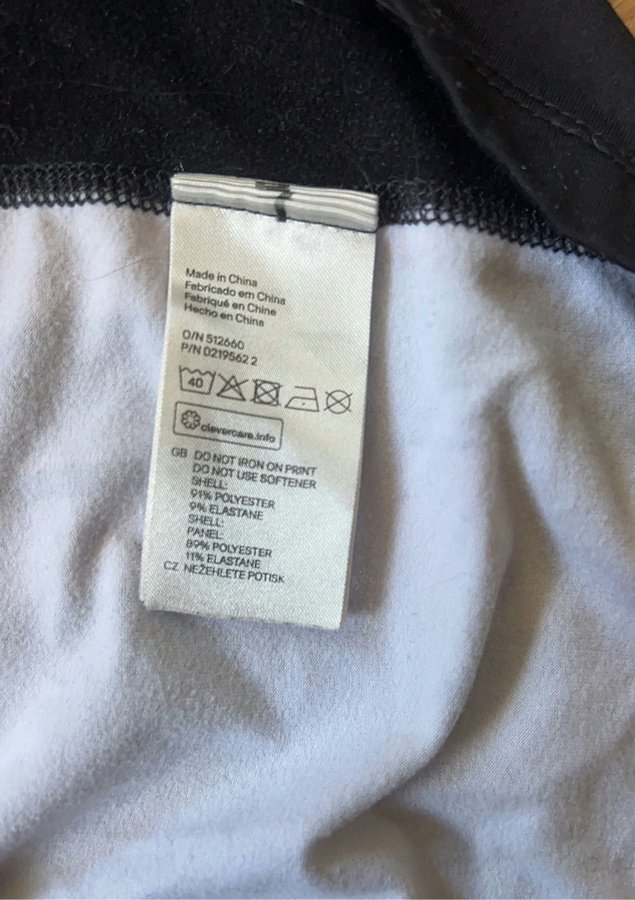 Made in China
Fabricado em China
Fabriqué en Chine
Hecho en China
O/N 512660
P/N 0219562 2
40
clevercare.info
GB DO NOT IRON ON PRINT
DO NOT USE SOFTENER
SHELL:
91% POLYESTER
9% ELASTANE
SHELL:
PANEL:
89% POLYESTER
11% ELASTANE
CZ NEŽEHLETE POTISK